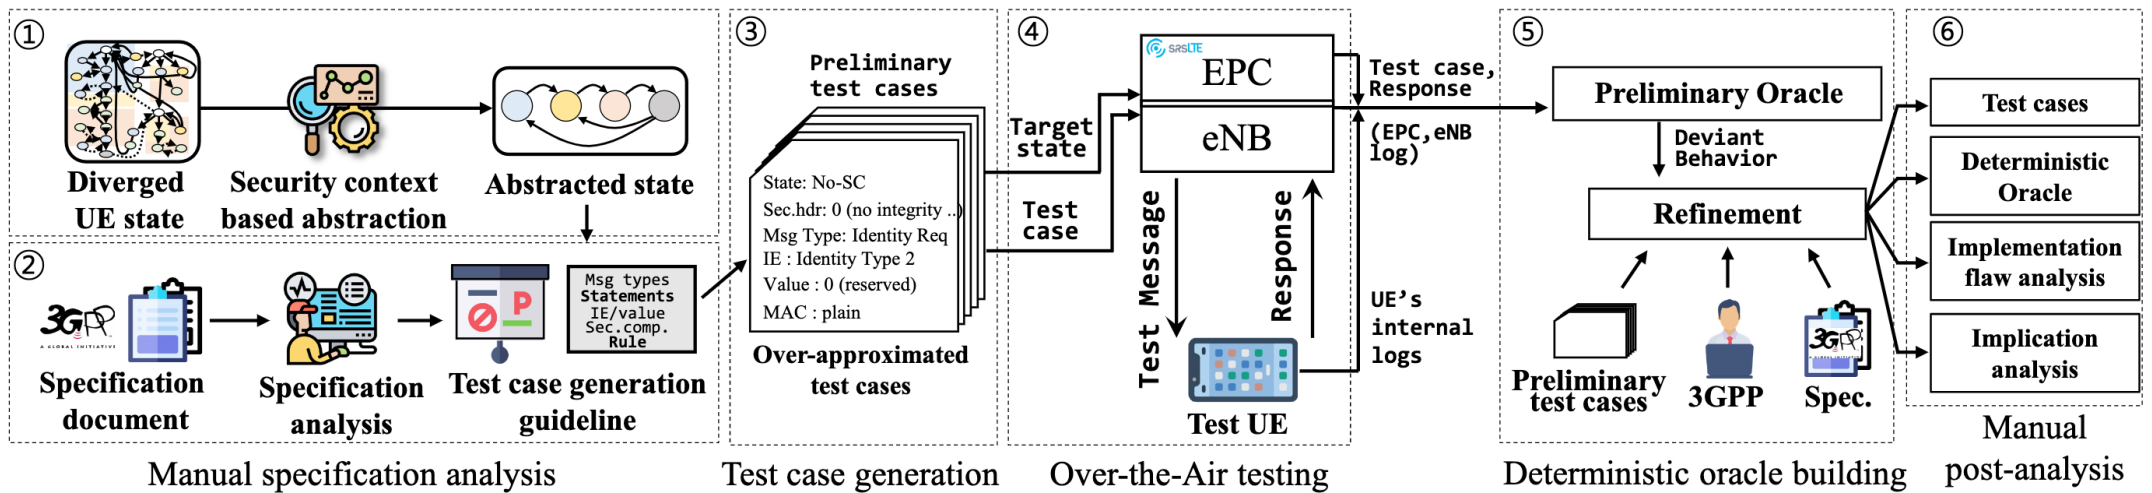 ①
Diverged
UE state
Security context
based abstraction
Abstracted state
②
3GPP
A GLOBAL INITIATIVE
Specification
document
Specification
analysis
P
Test case generation
guideline
Msg types
Statements
IE/value
Sec.comp.
Rule
Manual specification analysis
③
Preliminary
test cases
State: No-SC
Sec.hdr: 0 (no integrity ..)
Msg Type: Identity Req
IE : Identity Type 2
Value : 0 (reserved)
MAC : plain
Over-approximated
test cases
Test case generation
④
Target
state
Test
case
SRSLTE
EPC
eNB
Test Message
Response
Test UE
Over-the-Air testing
Test case,
Response
(EPC,eNB
log)
UE's
internal
logs
⑤
Preliminary Oracle
Deviant
Behavior
Refinement
Preliminary
test cases
3GPP
3GPP
A GLOBAL INITIATIVE
Spec.
Deterministic oracle building
⑥
Test cases
Deterministic
Oracle
Implementation
flaw analysis
Implication
analysis
Manual
post-analysis